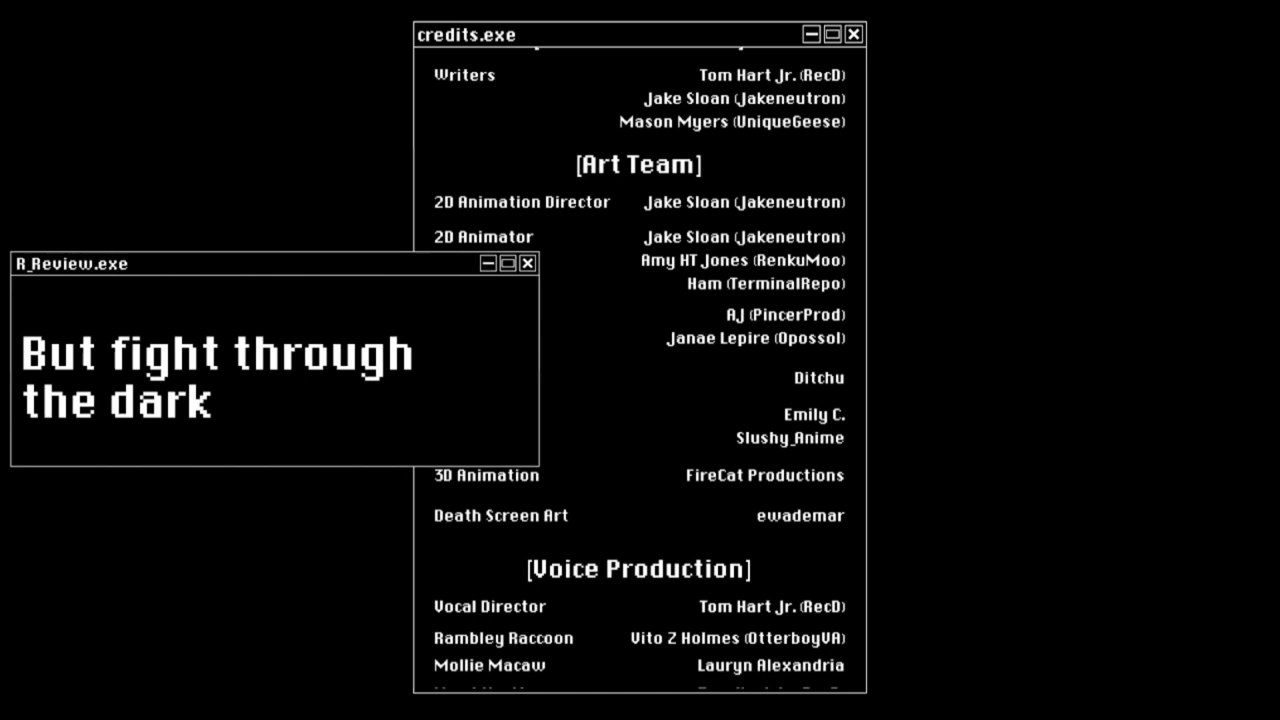 credits.exe
Writers Tom Hart Jr. (RecD)
Jake Sloan (Jakeneutron)
Mason Myers (UniqueGeese)
[Art Team]
2D Animation Director Jake Sloan (Jakeneutron)
2D Animator Jake Sloan (Jakeneutron)
Amy HT Jones (RenkuMoo)
Ham (TerminalRepo)
AJ (PincerProd)
Janae Lepire (Opossol)
Ditchu
Emily C.
Slushy_Anime
3D Animation FireCat Productions
Death Screen Art ewademar
[Voice Production]
Vocal Director Tom Hart Jr. (RecD)
Rambley Raccoon Vito Z Holmes (OtterboyVA)
Mollie Macaw Lauryn Alexandria
R_Review.exe
But fight through
the dark